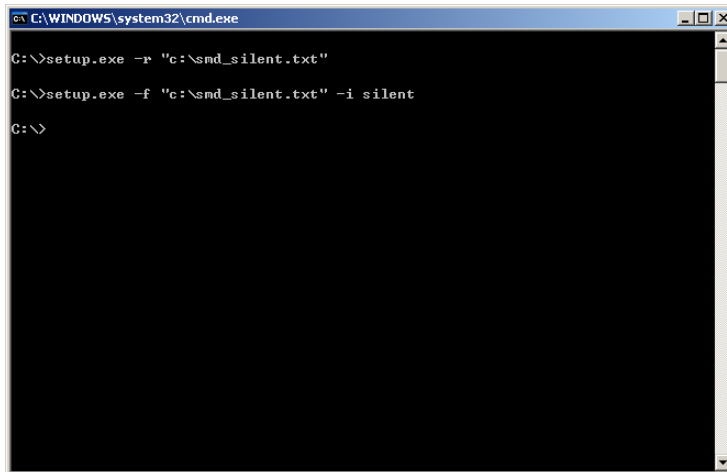 C:\WINDOWS\system32\cmd.exe
C:\>setup.exe -r "c:\smd_silent.txt"
C:\>setup.exe -f "c:\smd_silent.txt" -i silent
C:\>